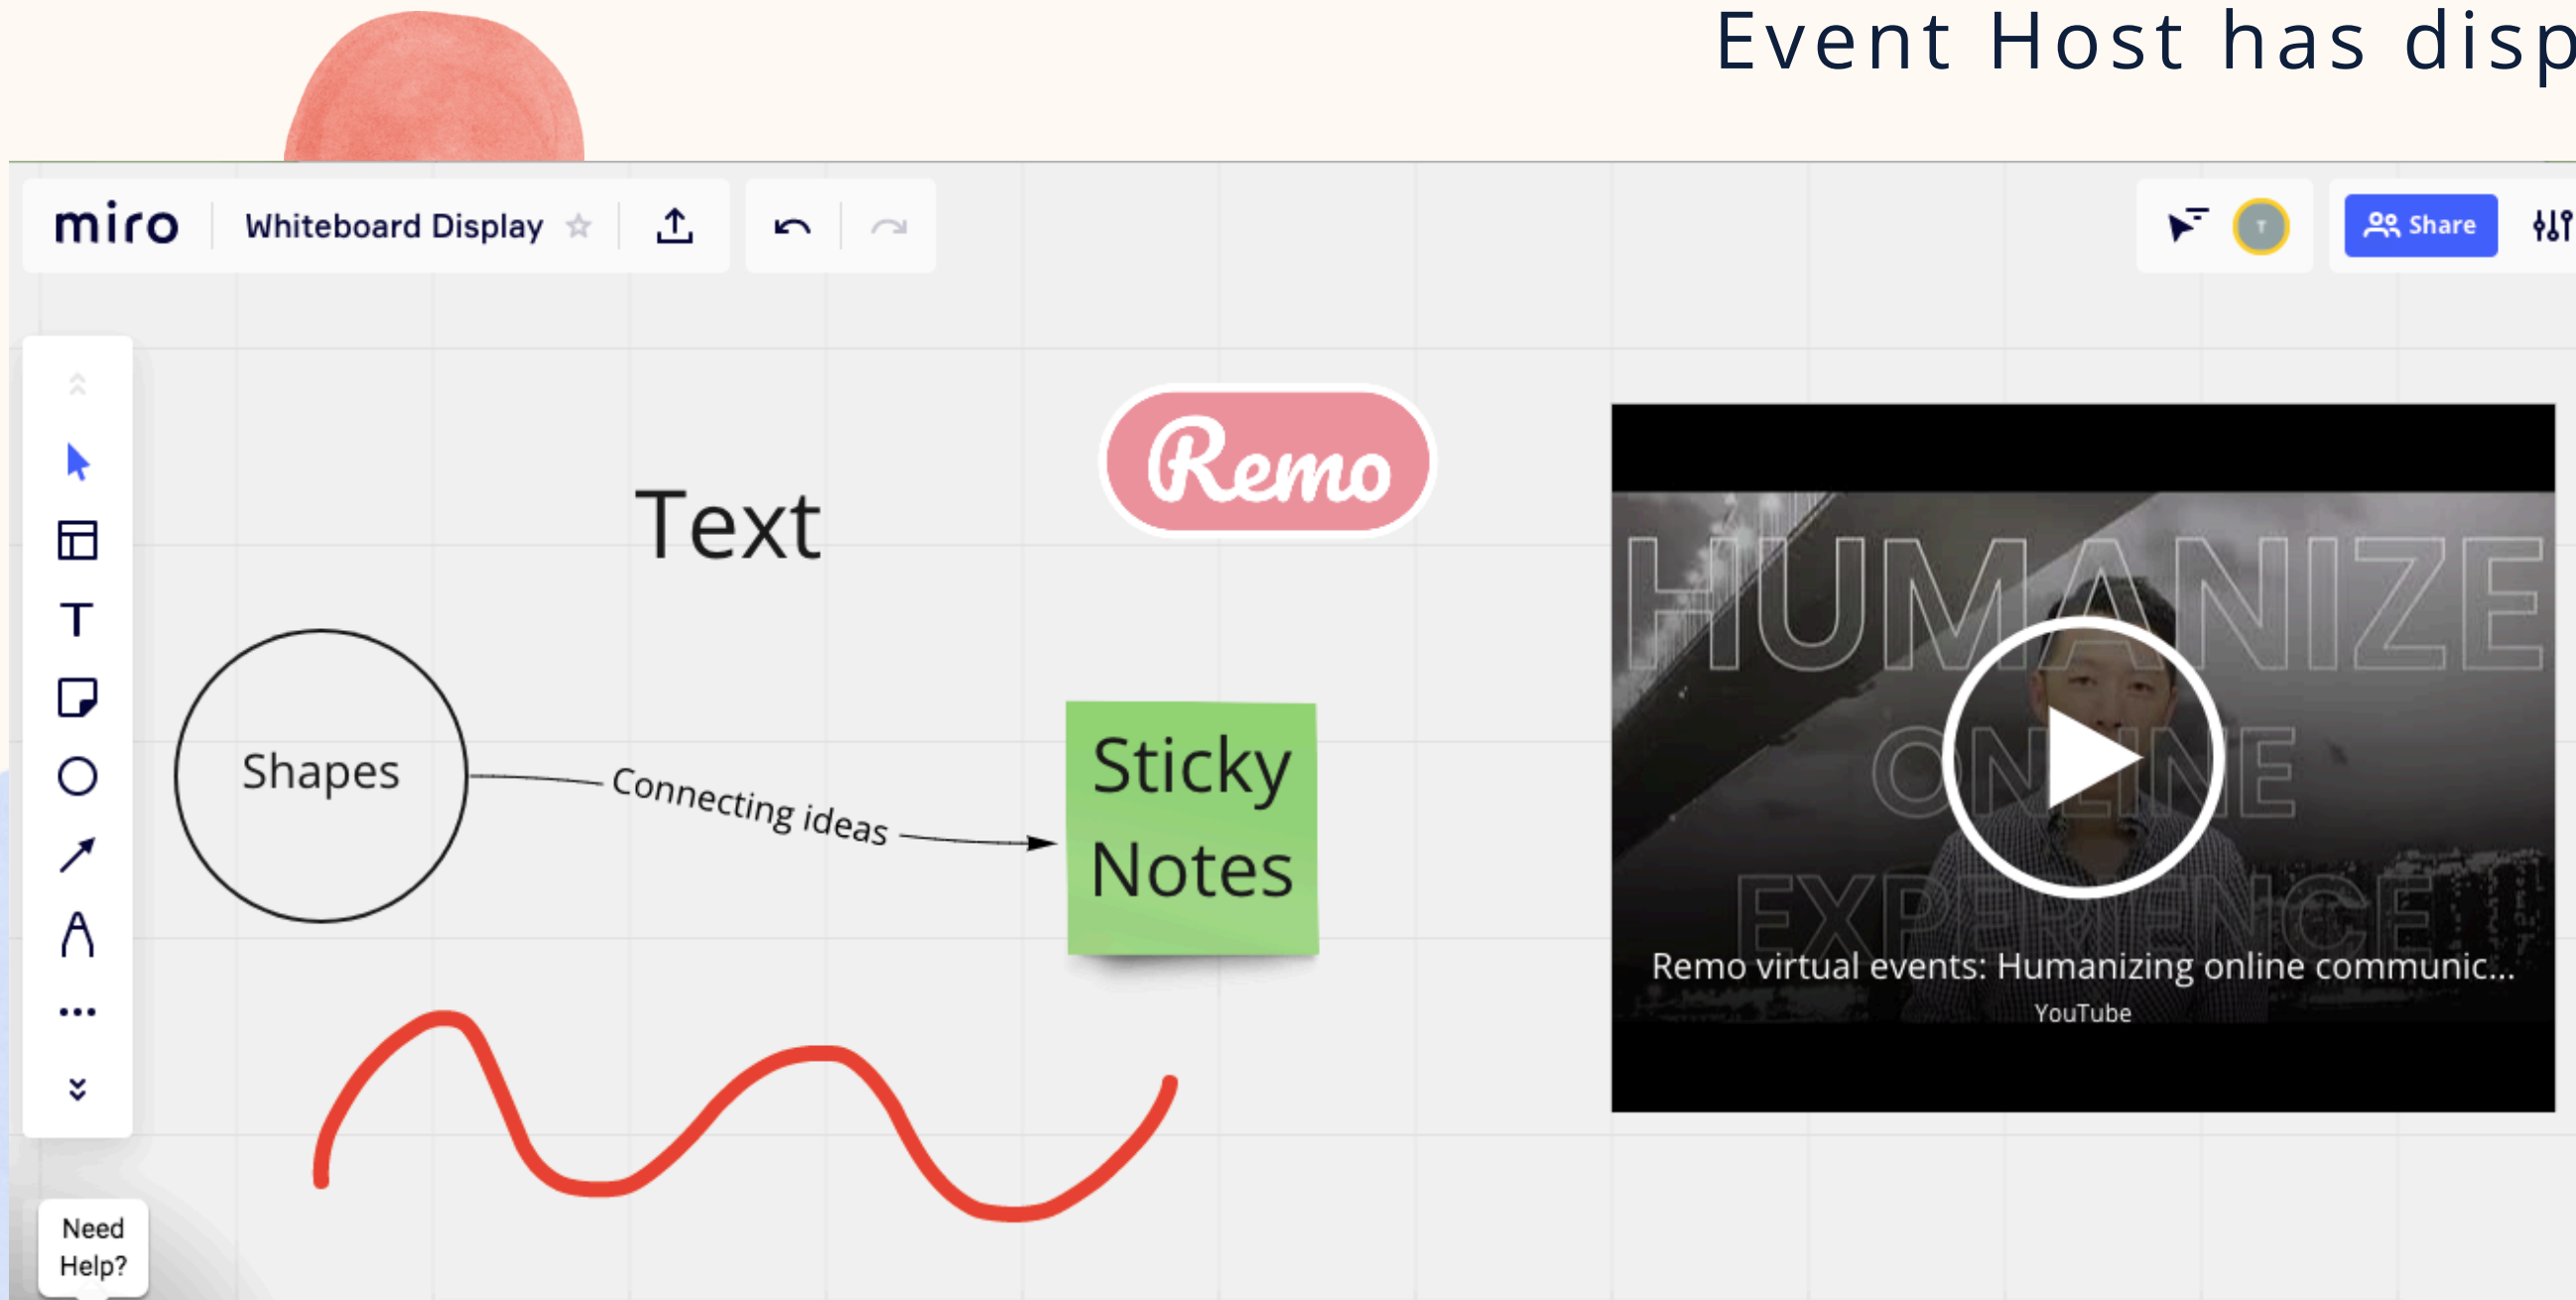 Event Host has disp
miro
Whiteboard Display
T
Share
Remo
Text
Shapes
Connecting ideas
Sticky
Notes
HUMANIZE
ONLINE
EXPERIENCE
Remo virtual events: Humanizing online communic...
YouTube
Need
Help?